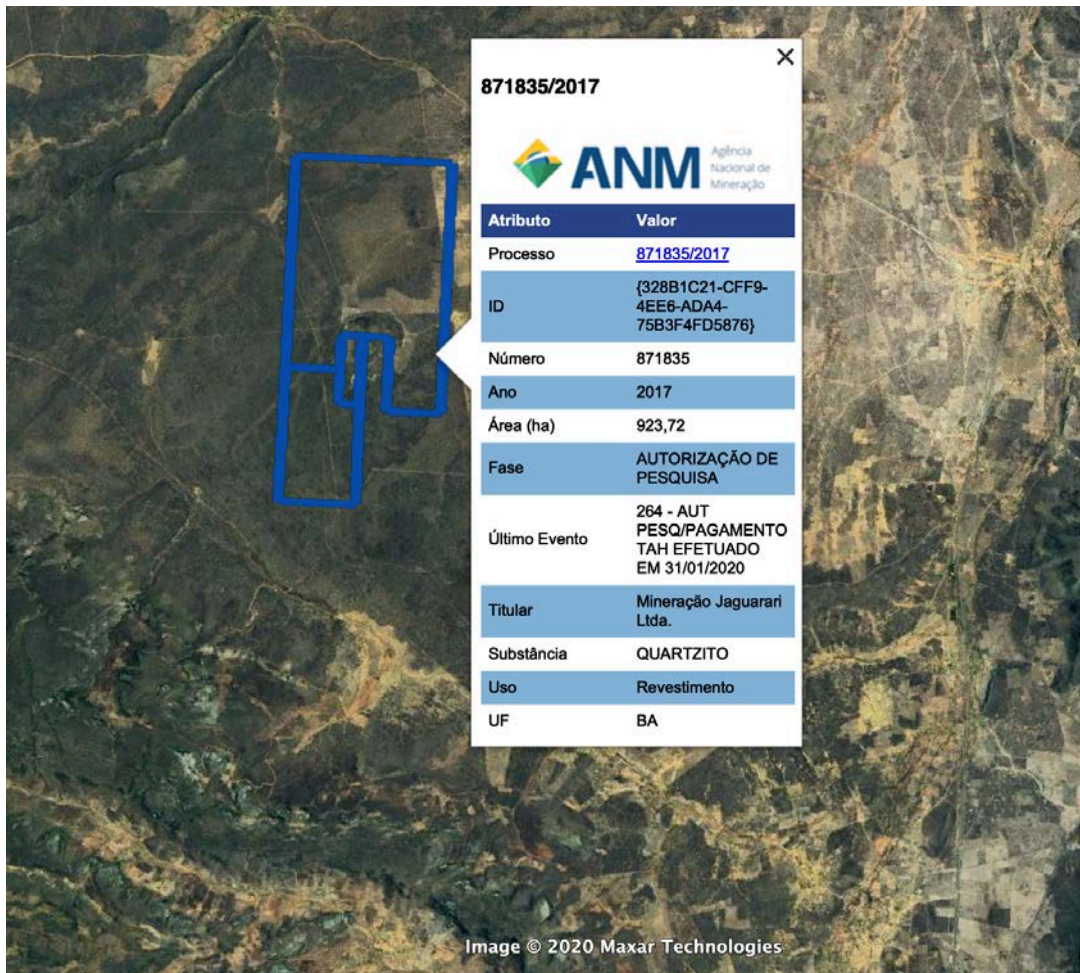 871835/2017
ANM
Agência
Nacional de
Mineração
Atributo Valor
Processo 871835/2017
ID {328B1C21-CFF9-
4EE6-ADA4-
75B3F4FD5876}
Número 871835
Ano 2017
Área (ha) 923,72
Fase AUTORIZAÇÃO DE
PESQUISA
Último Evento 264 - AUT
PESQ/PAGAMENTO
TAH EFETUADO
EM 31/01/2020
Titular Mineração Jaguarari
Ltda.
Substância QUARTZITO
Uso Revestimento
UF BA
Image © 2020 Maxar Technologies